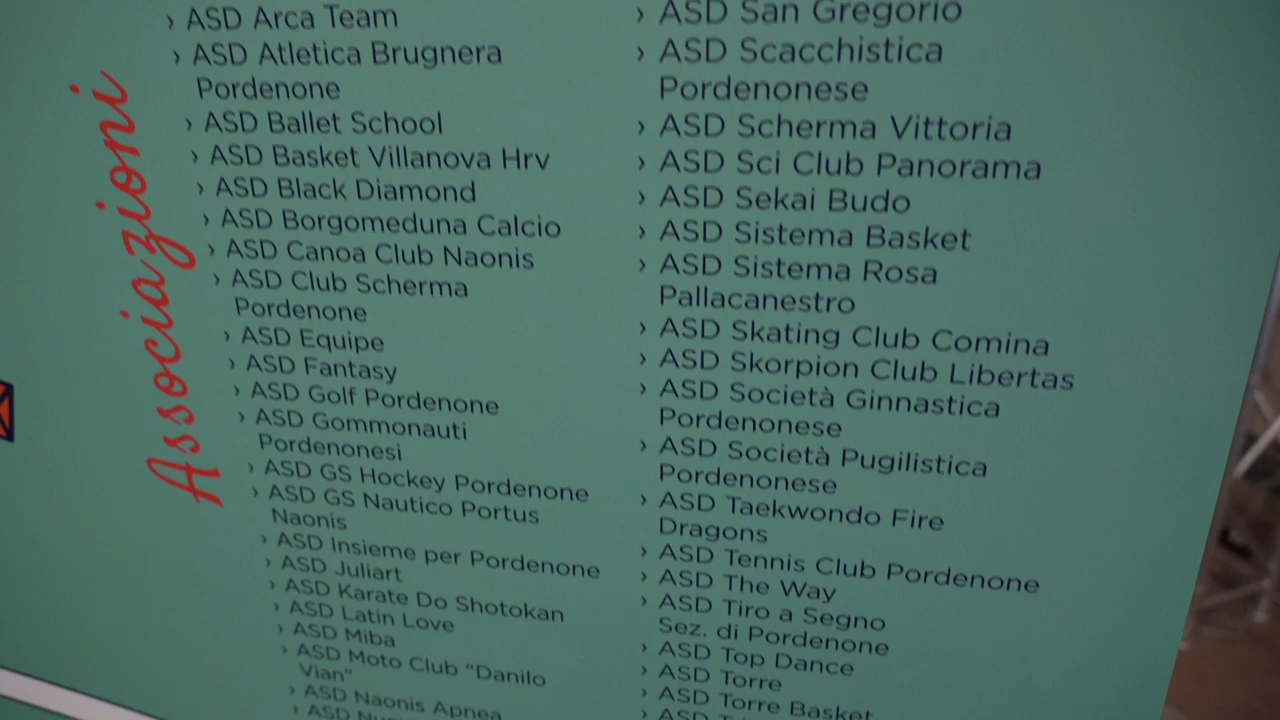 Associazioni
› ASD Arca Team
› ASD Atletica Brugnera
Pordenone
› ASD Ballet School
› ASD Basket Villanova Hrv
› ASD Black Diamond
› ASD Borgomeduna Calcio
› ASD Canoa Club Naonis
› ASD Club Scherma
Pordenone
› ASD Equipe
› ASD Fantasy
› ASD Golf Pordenone
› ASD Gommonauti
Pordenonesi
› ASD GS Hockey Pordenone
› ASD GS Nautico Portus
Naonis
› ASD Insieme per Pordenone
› ASD Juliart
› ASD Karate Do Shotokan
› ASD Latin Love
› ASD Miba
› ASD Moto Club "Danilo
Vian"
› ASD Naonis Apnea
› ASD
› ASD San Gregorio
› ASD Scacchistica
Pordenonese
› ASD Scherma Vittoria
› ASD Sci Club Panorama
› ASD Sekai Budo
› ASD Sistema Basket
› ASD Sistema Rosa
Pallacanestro
› ASD Skating Club Comina
› ASD Skorpion Club Libertas
› ASD Società Ginnastica
Pordenonese
› ASD Società Pugilistica
Pordenonese
› ASD Taekwondo Fire
Dragons
› ASD Tennis Club Pordenone
› ASD The Way
› ASD Tiro a Segno
Sez. di Pordenone
› ASD Top Dance
› ASD Torre
› ASD Torre Basket
› ASD